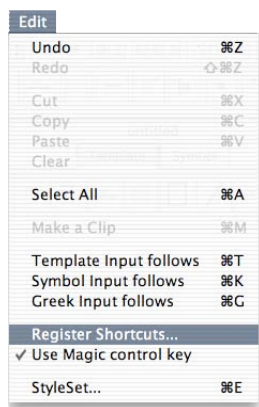 Edit
Undo ⌘Z
Redo ⇧⌘Z
Cut ⌘X
Copy ⌘C
Paste ⌘V
Clear
Select All ⌘A
Make a Clip ⌘M
Template Input follows ⌘T
Symbol Input follows ⌘K
Greek Input follows ⌘G
Register Shortcuts...
✓ Use Magic control key
StyleSet... ⌘E